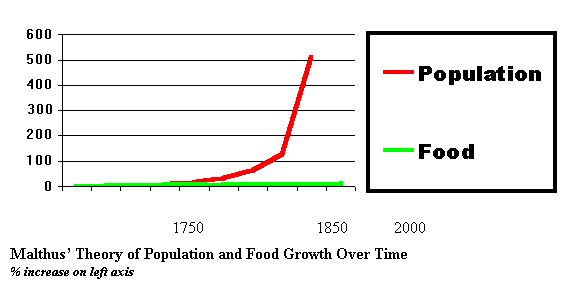 600
500
400
300
200
100
0
Population
Food
1750 1850 2000
Malthus' Theory of Population and Food Growth Over Time
% increase on left axis